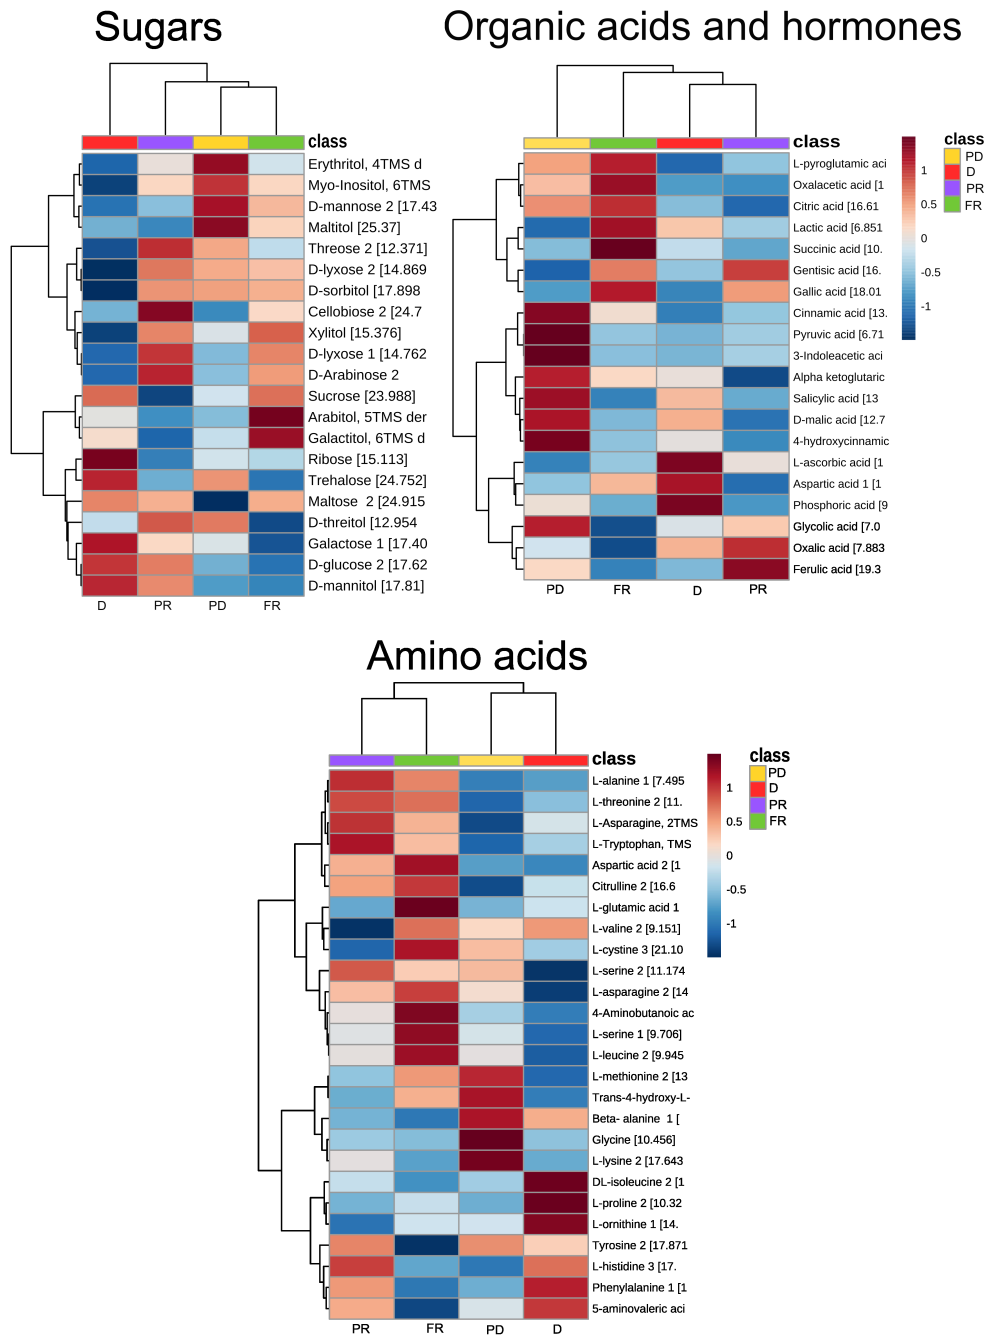 Sugars
class
Erythritol, 4TMS d
Myo-Inositol, 6TMS
D-mannose 2 [17.43
Maltitol [25.37]
Threose 2 [12.371]
D-lyxose 2 [14.869
D-sorbitol [17.898
Cellobiose 2 [24.7
Xylitol [15.376]
D-lyxose 1 [14.762
D-Arabinose 2
Sucrose [23.988]
Arabitol, 5TMS der
Galactitol, 6TMS d
Ribose [15.113]
Trehalose [24.752]
Maltose 2 [24.915
D-threitol [12.954
Galactose 1 [17.40
D-glucose 2 [17.62
D-mannitol [17.81]
D PR PD FR
Organic acids and hormones
class
L-pyroglutamic aci
Oxalacetic acid [1
Citric acid [16.61
Lactic acid [6.851
Succinic acid [10.
Gentisic acid [16.
Gallic acid [18.01
Cinnamic acid [13.
Pyruvic acid [6.71
3-Indoleacetic aci
Alpha ketoglutaric
Salicylic acid [13
D-malic acid [12.7
4-hydroxycinnamic
L-ascorbic acid [1
Aspartic acid 1 [1
Phosphoric acid [9
Glycolic acid [7.0
Oxalic acid [7.883
Ferulic acid [19.3
PD FR D PR
1
0.5
0
-0.5
-1
class
PD
D
PR
FR
Amino acids
class
L-alanine 1 [7.495
L-threonine 2 [11.
L-Asparagine, 2TMS
L-Tryptophan, TMS
Aspartic acid 2 [1
Citrulline 2 [16.6
L-glutamic acid 1
L-valine 2 [9.151]
L-cystine 3 [21.10
L-serine 2 [11.174
L-asparagine 2 [14
4-Aminobutanoic ac
L-serine 1 [9.706]
L-leucine 2 [9.945
L-methionine 2 [13
Trans-4-hydroxy-L-
Beta- alanine 1 [
Glycine [10.456]
L-lysine 2 [17.643
DL-isoleucine 2 [1
L-proline 2 [10.32
L-ornithine 1 [14.
Tyrosine 2 [17.871
L-histidine 3 [17.
Phenylalanine 1 [1
5-aminovaleric aci
PR FR PD D
1
0.5
0
-0.5
-1
class
PD
D
PR
FR